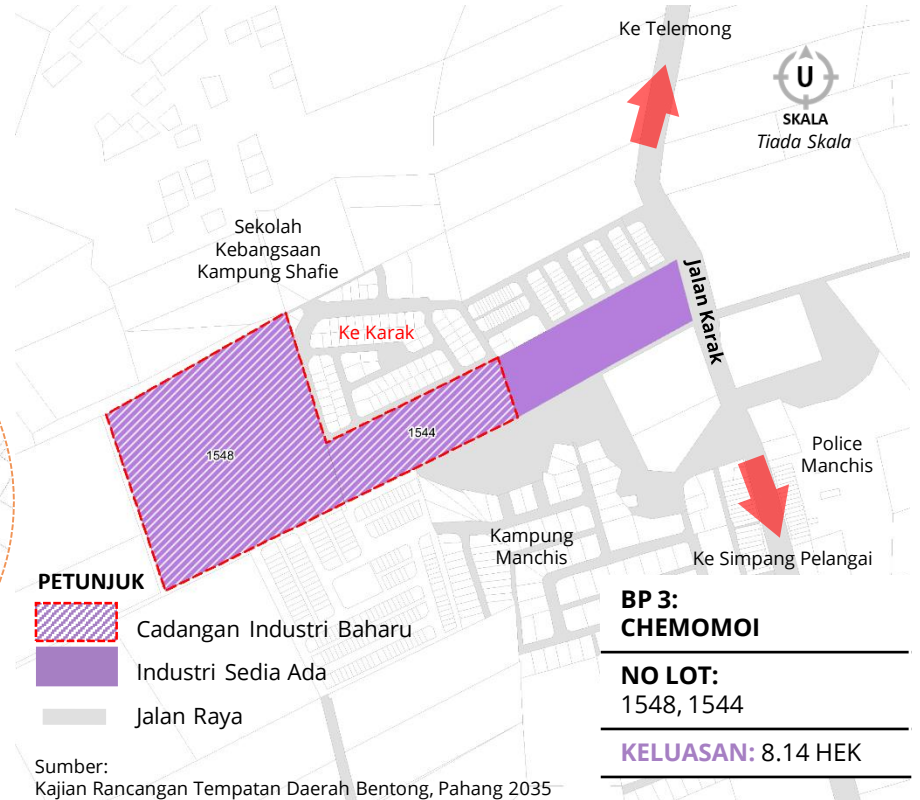 Ke Telemong
U
SKALA
Tiada Skala
Sekolah
Kebangsaan
Kampung Shafie
Jalan Karak
Ke Karak
1544
1548
Police
Manchis
Kampung
Manchis
Ke Simpang Pelangai
PETUNJUK
Cadangan Industri Baharu
Industri Sedia Ada
Jalan Raya
Sumber:
Kajian Rancangan Tempatan Daerah Bentong, Pahang 2035
BP 3:
CHEMOMOI
NO LOT:
1548, 1544
KELUASAN: 8.14 HEK